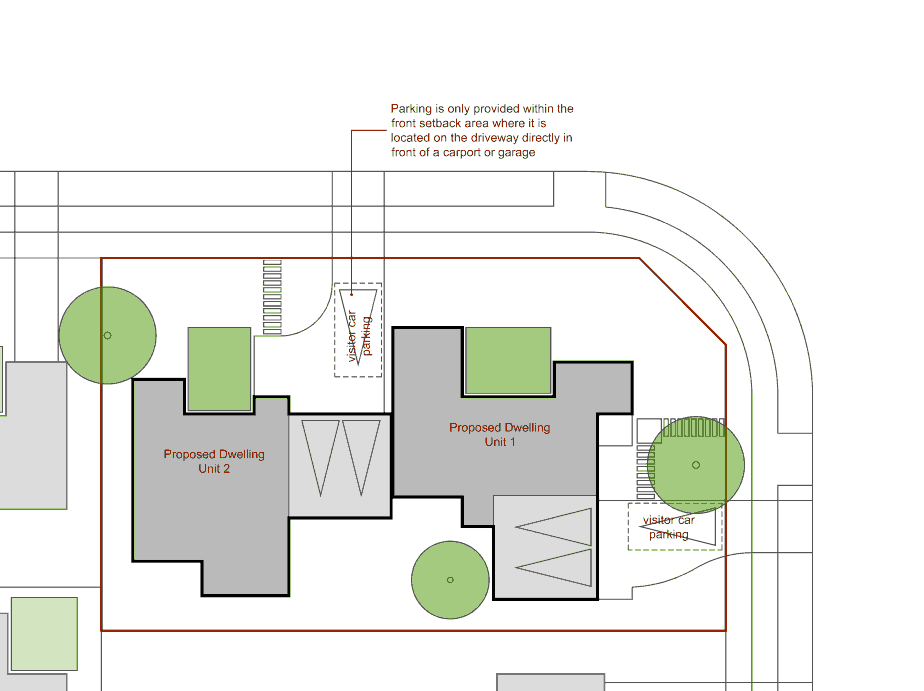 Parking is only provided within the
front setback area where it is
located on the driveway directly in
front of a carport or garage
visitor car
parking
Proposed Dwelling
Unit 1
Proposed Dwelling
Unit 2
visitor car
parking